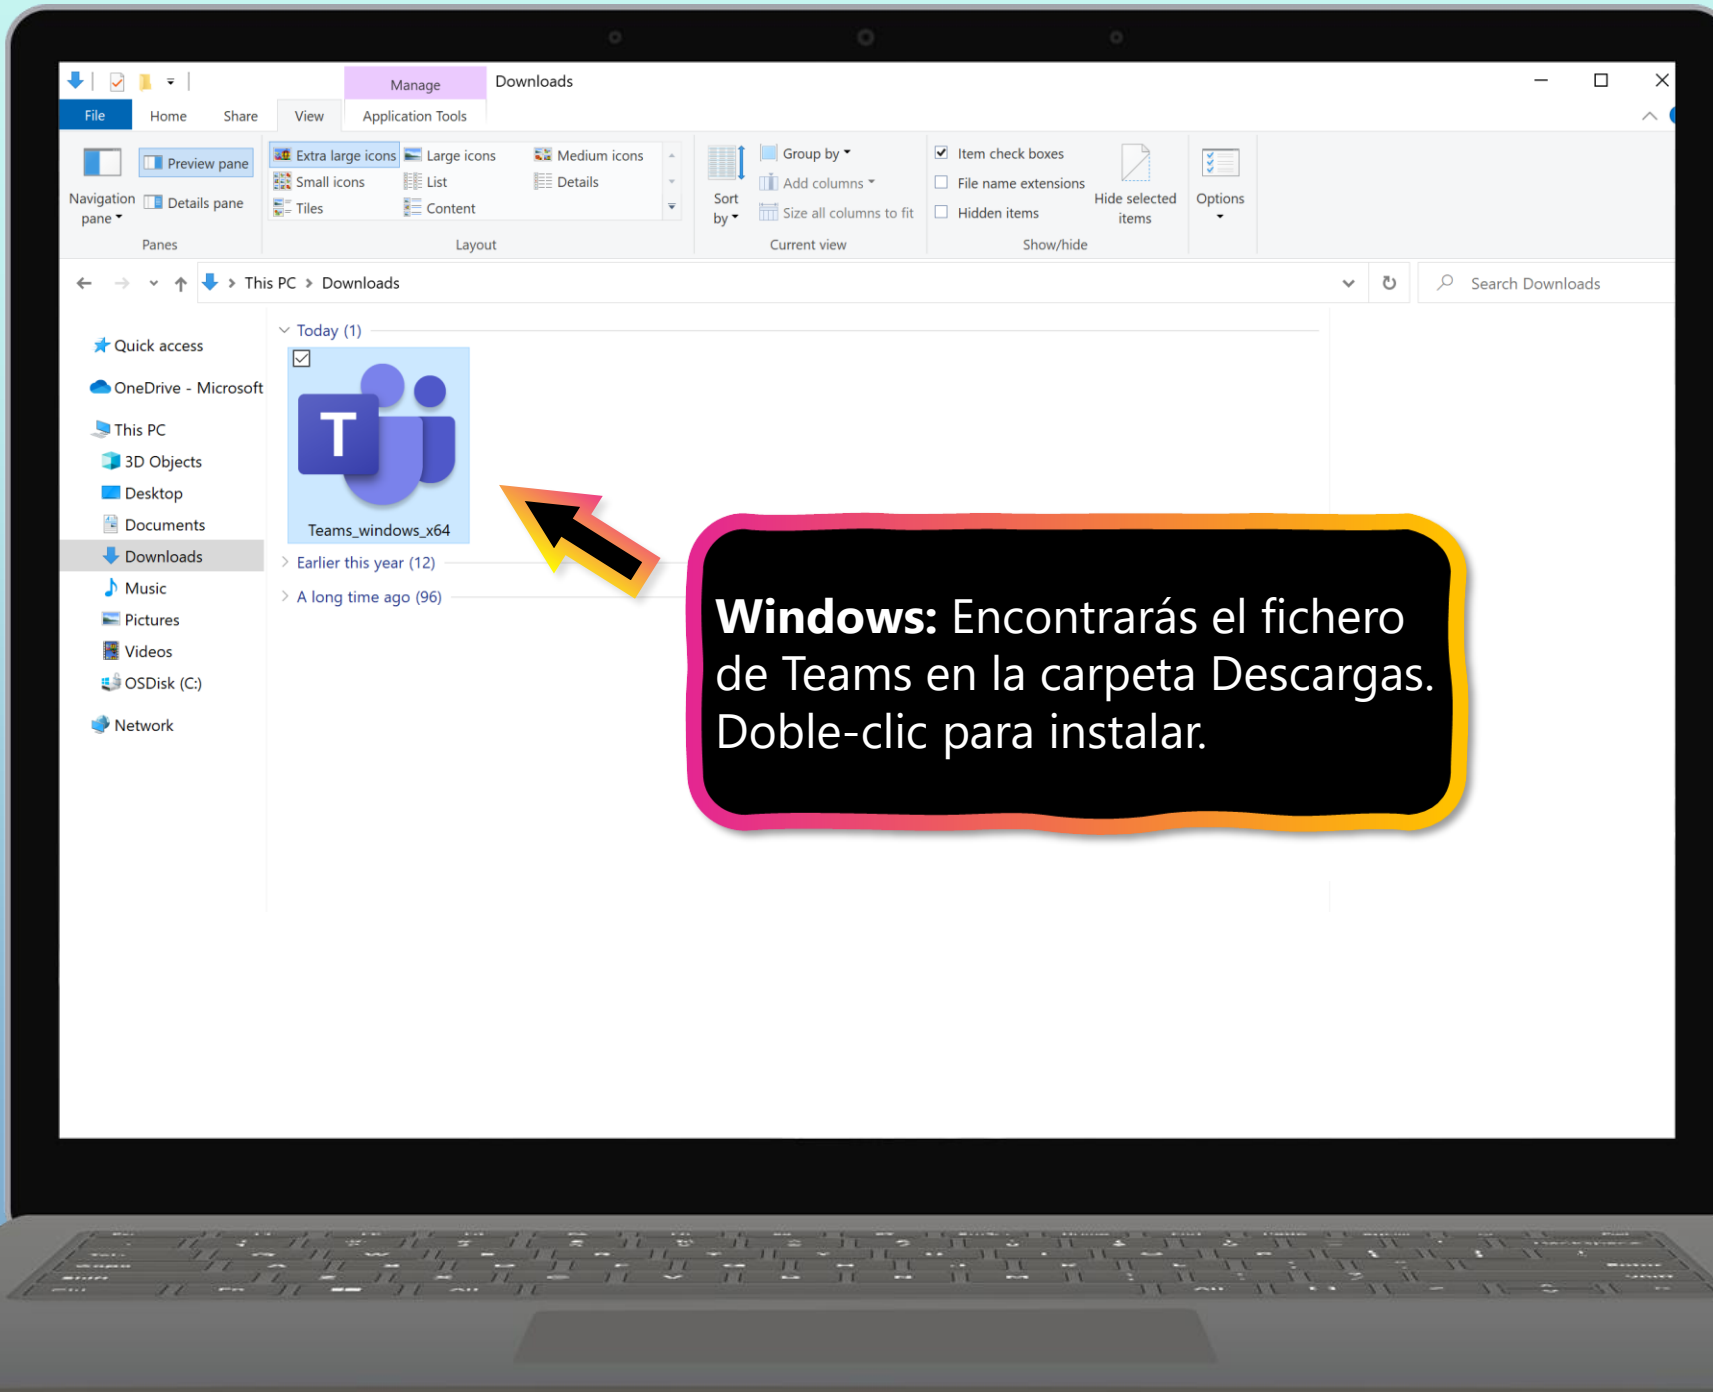 Manage
Downloads
File
Home
Share
View
Application Tools
Preview pane
Extra large icons
Large icons
Medium icons
Small icons
List
Details
Tiles
Content
Navigation
pane
Details pane
Sort
by
Group by
Add columns
Size all columns to fit
Item check boxes
File name extensions
Hidden items
Hide selected
items
Options
Panes
Layout
Current view
Show/hide
This PC > Downloads
Search Downloads
Quick access
OneDrive - Microsoft
This PC
3D Objects
Desktop
Documents
Downloads
Music
Pictures
Videos
OSDisk (C:)
Network
Today (1)
T
Teams_windows_x64
Earlier this year (12)
A long time ago (96)
Windows: Encontrarás el fichero
de Teams en la carpeta Descargas.
Doble-clic para instalar.